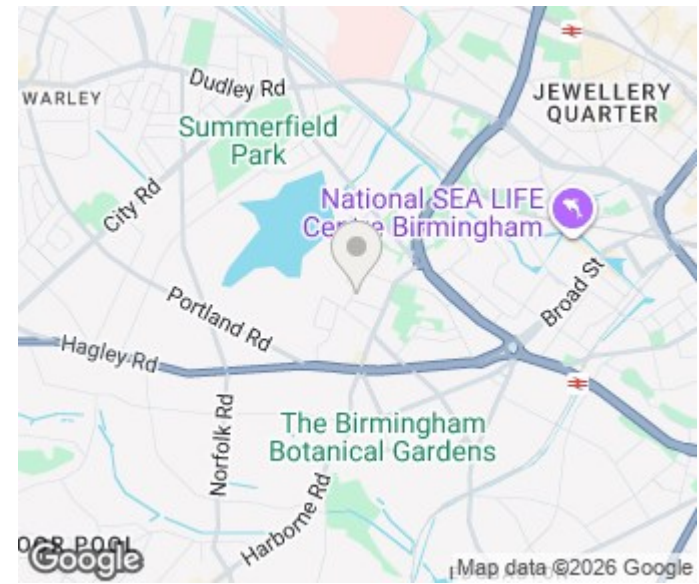 Dudley Rd
WARLEY
JEWELLERY
QUARTER
Summerfield
Park
City Rd
National SEA LIFE
Centre Birmingham
Broad St
Portland Rd
Hagley Rd
Norfolk Rd
The Birmingham
Botanical Gardens
Harborne Rd
POOL
Google
Map data ©2026 Google